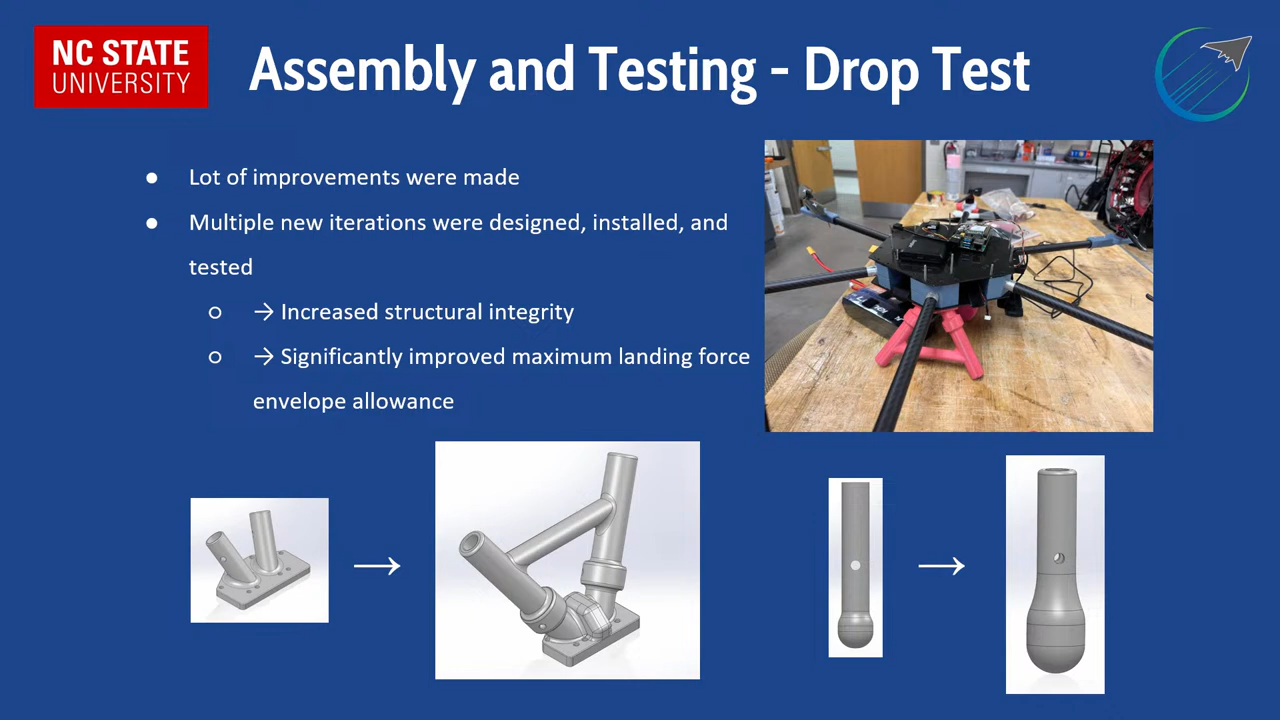 NC STATE
UNIVERSITY
Assembly and Testing - Drop Test
● Lot of improvements were made
● Multiple new iterations were designed, installed, and
tested
○ → Increased structural integrity
○ → Significantly improved maximum landing force
envelope allowance